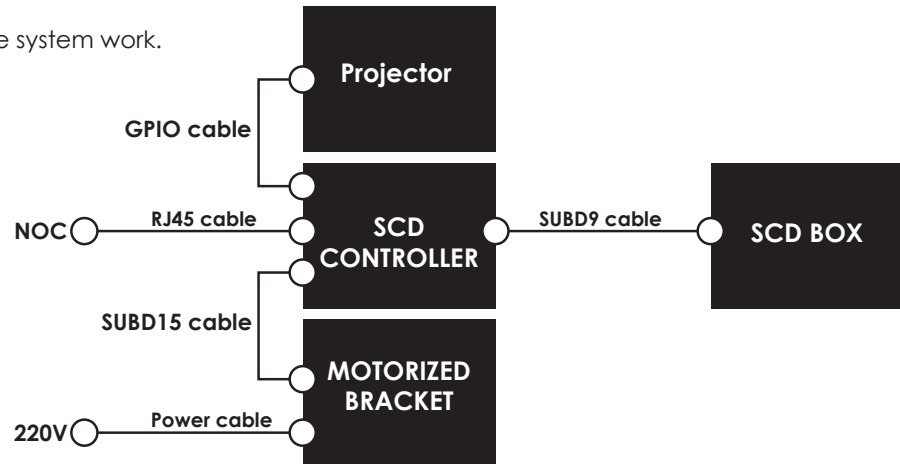 e system work.
Projector
GPIO cable
NOC
RJ45 cable
SCD
CONTROLLER
SUBD9 cable
SCD BOX
SUBD15 cable
MOTORIZED
BRACKET
220V
Power cable